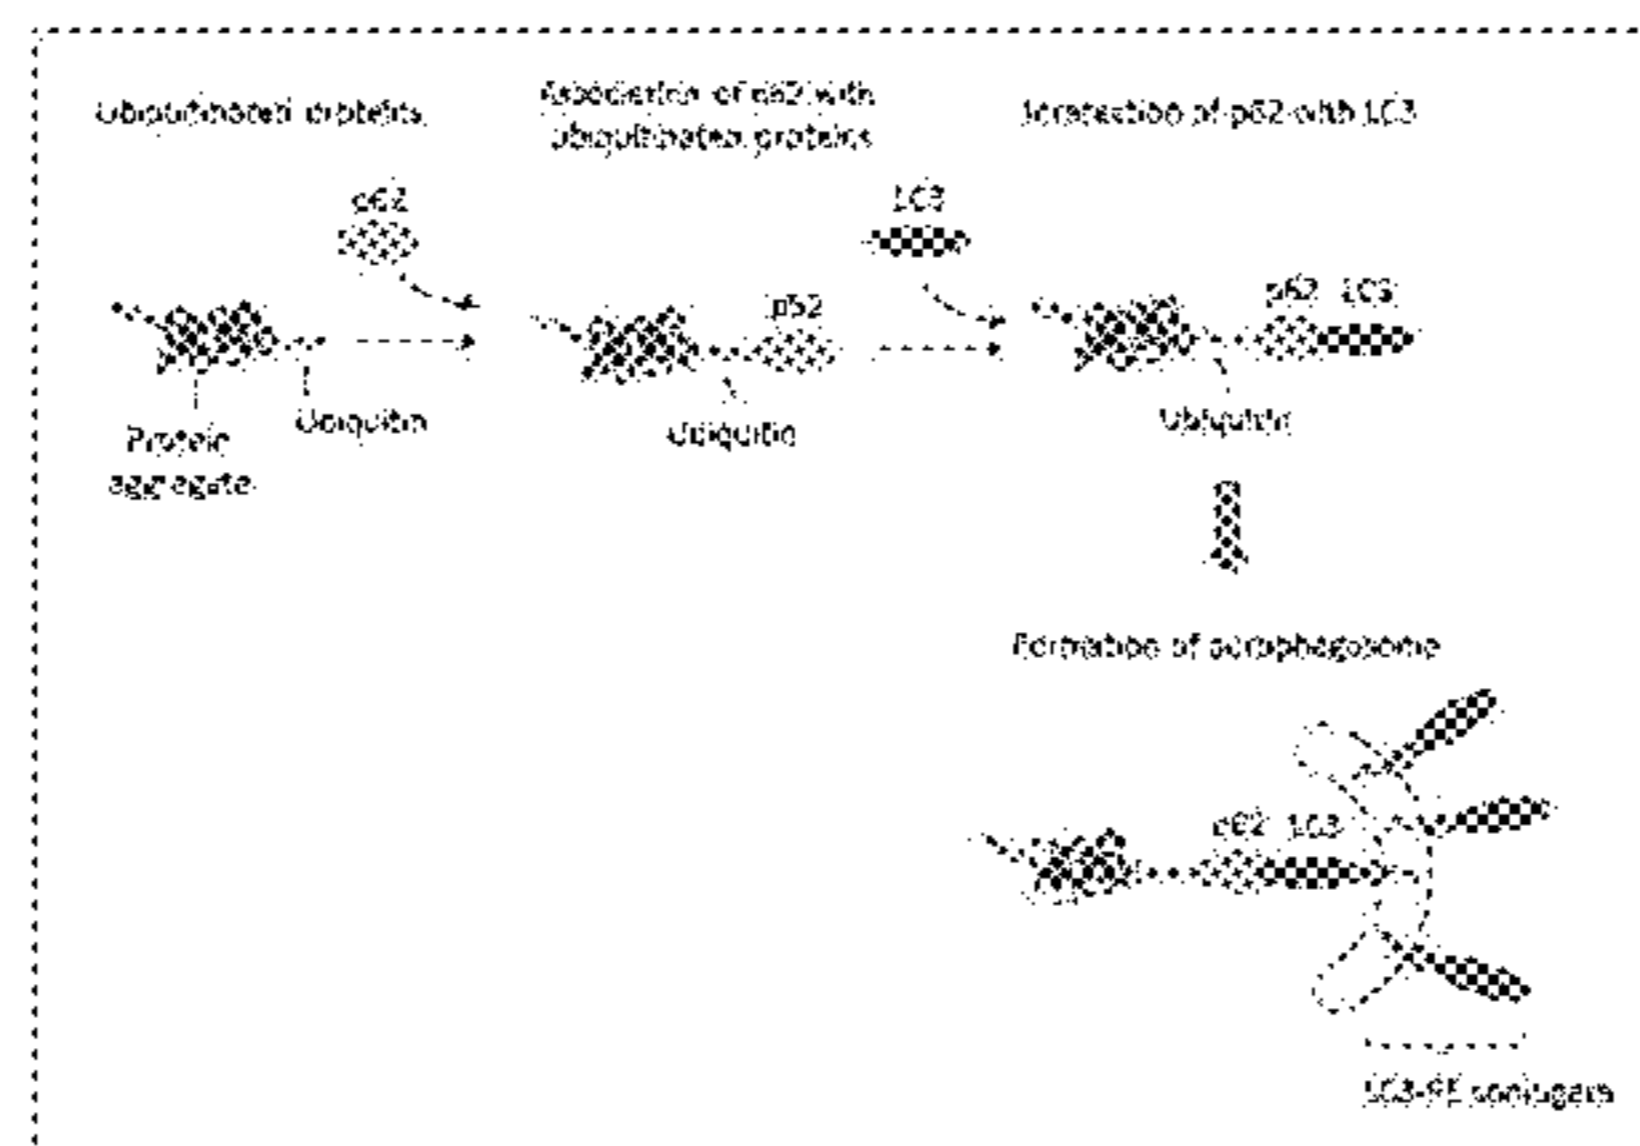 Ubiquitinated proteins
Association of p62 with
ubiquitinated proteins
Interaction of p62 with LC3
p62
LC3
p62
p62 LC3
Ubiquitin
Protein
aggregate
Ubiquitin
Ubiquitin
Formation of autophagosome
p62 LC3
LC3-PE conjugate